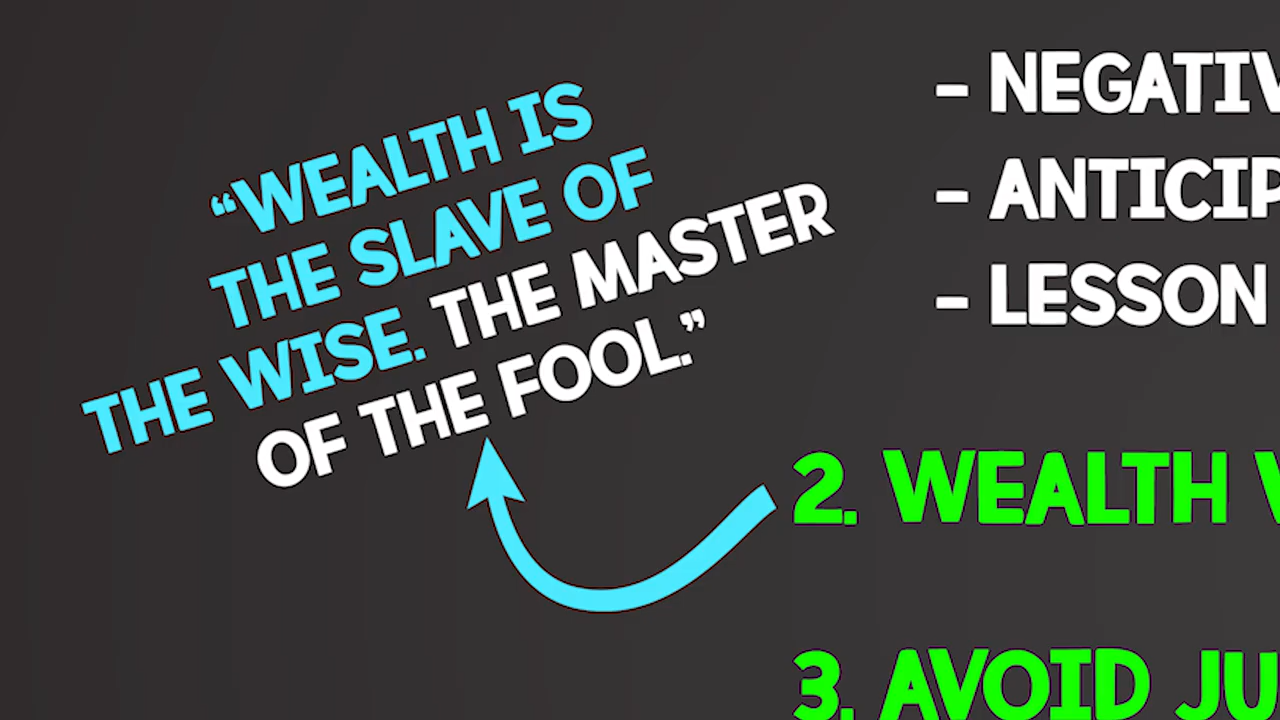 “WEALTH IS
THE SLAVE OF
THE WISE. THE MASTER
OF THE FOOL.”
- NEGATIV
- ANTICIP
- LESSON
2. WEALTH
3. AVOID JU